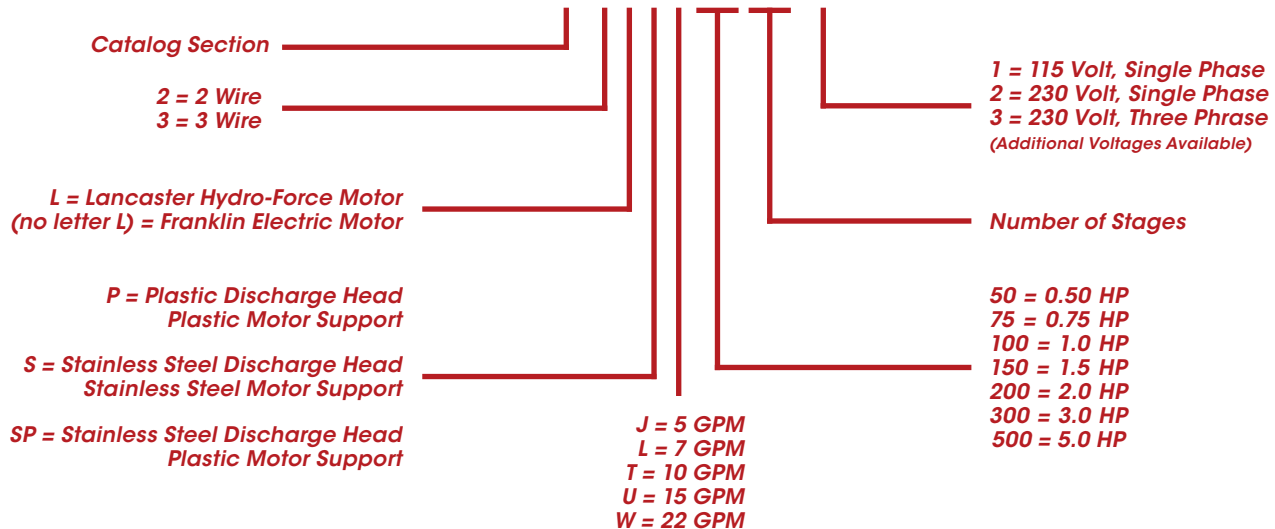 Catalog Section
2 = 2 Wire
3 = 3 Wire
L = Lancaster Hydro-Force Motor
(no letter L) = Franklin Electric Motor
P = Plastic Discharge Head
Plastic Motor Support
S = Stainless Steel Discharge Head
Stainless Steel Motor Support
SP = Stainless Steel Discharge Head
Plastic Motor Support
J = 5 GPM
L = 7 GPM
T = 10 GPM
U = 15 GPM
W = 22 GPM
1 = 115 Volt, Single Phase
2 = 230 Volt, Single Phase
3 = 230 Volt, Three Phrase
(Additional Voltages Available)
Number of Stages
50 = 0.50 HP
75 = 0.75 HP
100 = 1.0 HP
150 = 1.5 HP
200 = 2.0 HP
300 = 3.0 HP
500 = 5.0 HP